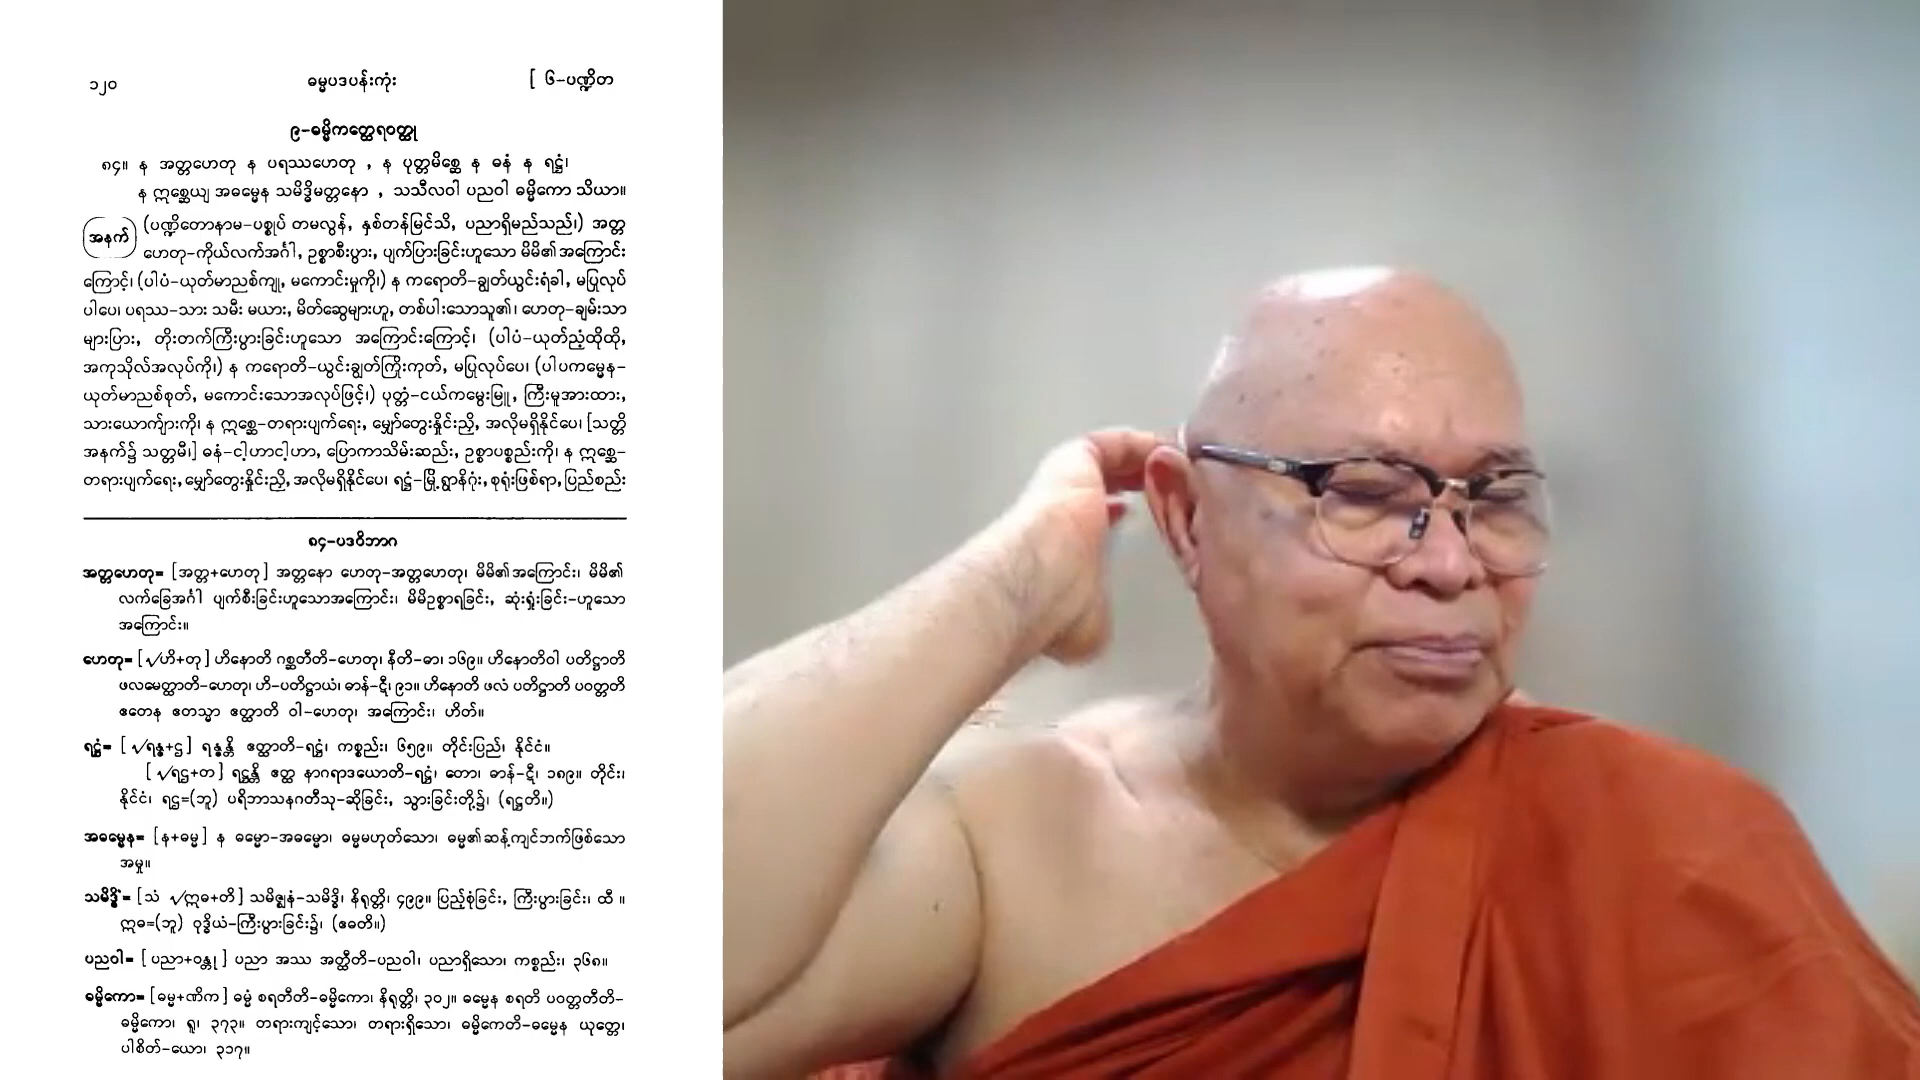 ၁၂၀ ဓမ္မပဒပန်းကုံး [ ၆-ပဏ္ဍိတ
၉-ဓမ္မိကတ္ထေရဝတ္ထု
၈၄။ န အတ္တဟေတု န ပရဿဟေတု , န ပုတ္တမိစ္ဆေ န ဓနံ န ရဋ္ဌံ၊
န ဣစ္ဆေယျ အဓမ္မေန သမိဒ္ဓိမတ္တနော , သသီလဝါ ပညဝါ ဓမ္မိကော သိယာ။
အနက် (ပဏ္ဍိတောနာမ-ပစ္စုပ် တမလွန်, နှစ်တန်မြင်သိ, ပညာရှိမည်သည်၊) အတ္တ
ဟေတု-ကိုယ်လက်အင်္ဂါ, ဥစ္စာစီးပွား, ပျက်ပြားခြင်းဟူသော မိမိ၏အကြောင်း
ကြောင့်၊ (ပါပံ-ယုတ်မာညစ်ကျု, မကောင်းမှုကို၊) န ကရောတိ-ချွတ်ယွင်းရံခါ, မပြုလုပ်
ပါပေ၊ ပရဿ-သား သမီး မယား, မိတ်ဆွေများဟူ, တစ်ပါးသောသူ၏၊ ဟေတု-ချမ်းသာ
များပြား, တိုးတက်ကြီးပွားခြင်းဟူသော အကြောင်းကြောင့်၊ (ပါပံ-ယုတ်ညံ့ထိုထို,
အကုသိုလ်အလုပ်ကို၊) န ကရောတိ-ယွင်းချွတ်ကြိုးကုတ်, မပြုလုပ်ပေ၊ (ပါပကမ္မေန-
ယုတ်မာညစ်စုတ်, မကောင်းသောအလုပ်ဖြင့်၊) ပုတ္တံ-ငယ်ကမွေးမြူ, ကြီးမူအားထား,
သားယောက်ျားကို၊ န ဣစ္ဆေ-တရားပျက်ရေး, မျှော်တွေးနှိုင်းညှိ, အလိုမရှိနိုင်ပေ၊ [သတ္တိ
အနက်၌ သတ္တမီ၊] ဓနံ-ငါ့ဟာငါ့ဟာ, ပြောကာသိမ်းဆည်း, ဥစ္စာပစ္စည်းကို၊ န ဣစ္ဆေ-
တရားပျက်ရေး, မျှော်တွေးနှိုင်းညှိ, အလိုမရှိနိုင်ပေ၊ ရဋ္ဌံ-မြို့ရွာနိဂုံး, စုရုံးဖြစ်ရာ, ပြည်စည်း
၈၄-ပဒဝိဘာဂ
အတ္တဟေတု= [အတ္တ+ဟေတု] အတ္တနော ဟေတု-အတ္တဟေတု၊ မိမိ၏အကြောင်း၊ မိမိ၏
လက်ခြေအင်္ဂါ ပျက်စီးခြင်းဟူသောအကြောင်း၊ မိမိဥစ္စာရခြင်း, ဆုံးရှုံးခြင်း-ဟူသော
အကြောင်း။
ဟေတု= [√ဟိ+တု] ဟိနောတိ ဂစ္ဆတီတိ-ဟေတု၊ နီတိ-ဓာ၊ ၁၆၉။ ဟိနောတိဝါ ပတိဋ္ဌာတိ
ဖလမေတ္ထာတိ-ဟေတု၊ ဟိ-ပတိဋ္ဌာယံ၊ ဓာန်-ဋီ၊ ၉၁။ ဟိနောတိ ဖလံ ပတိဋ္ဌာတိ ပဝတ္တတိ
ဧတေန ဧတသ္မာ ဧတ္ထာတိ ဝါ-ဟေတု၊ အကြောင်း၊ ဟိတ်။
ရဋ္ဌံ= [ √ရန္ဇ+ဌ ] ရန္ဇန္တိ ဧတ္ထာတိ-ရဋ္ဌံ၊ ကစ္စည်း၊ ၆၅၉။ တိုင်းပြည်၊ နိုင်ငံ။
[ √ရဌ+တ ] ရဋ္ဌန္တိ ဧတ္ထ နာဂရာဒယောတိ-ရဋ္ဌံ၊ တော၊ ဓာန်-ဋီ၊ ၁၈၉။ တိုင်း၊
နိုင်ငံ၊ ရဌ=(ဘူ) ပရိဘာသနဂတီသု-ဆိုခြင်း, သွားခြင်းတို့၌၊ (ရဋ္ဌတိ။)
အဓမ္မေန= [န+ဓမ္မ] န ဓမ္မော-အဓမ္မော၊ ဓမ္မမဟုတ်သော၊ ဓမ္မ၏ဆန့်ကျင်ဘက်ဖြစ်သော
အမှု။
သမိဒ္ဓိံ= [သံ √ဣဓ+တိ] သမိဇ္ဈနံ-သမိဒ္ဓိ၊ နိရုတ္တိ၊ ၄၉၉။ ပြည့်စုံခြင်း, ကြီးပွားခြင်း၊ ထီ ။
ဣဓ=(ဘူ) ဝုဒ္ဓိယံ-ကြီးပွားခြင်း၌၊ (ဧဓတိ။)
ပညဝါ= [ပညာ+ဝန္တု] ပညာ အဿ အတ္ထီတိ-ပညဝါ၊ ပညာရှိသော၊ ကစ္စည်း၊ ၃၆၈။
ဓမ္မိကော= [ဓမ္မ+ဏိက] ဓမ္မံ စရတီတိ-ဓမ္မိကော၊ နိရုတ္တိ၊ ၃၀၂။ ဓမ္မေန စရတိ ပဝတ္တတီတိ-
ဓမ္မိကော၊ ရူ၊ ၃၇၃။ တရားကျင့်သော၊ တရားရှိသော၊ ဓမ္မိကေတိ-ဓမ္မေန ယုတ္တေ၊
ပါစိတ်-ယော၊ ၃၁၇။